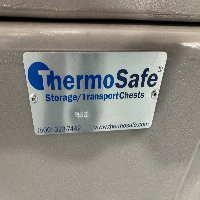 ThermoSafe®
Storage/Transport Chests
(800) 323-7442 www.thermosafe.com